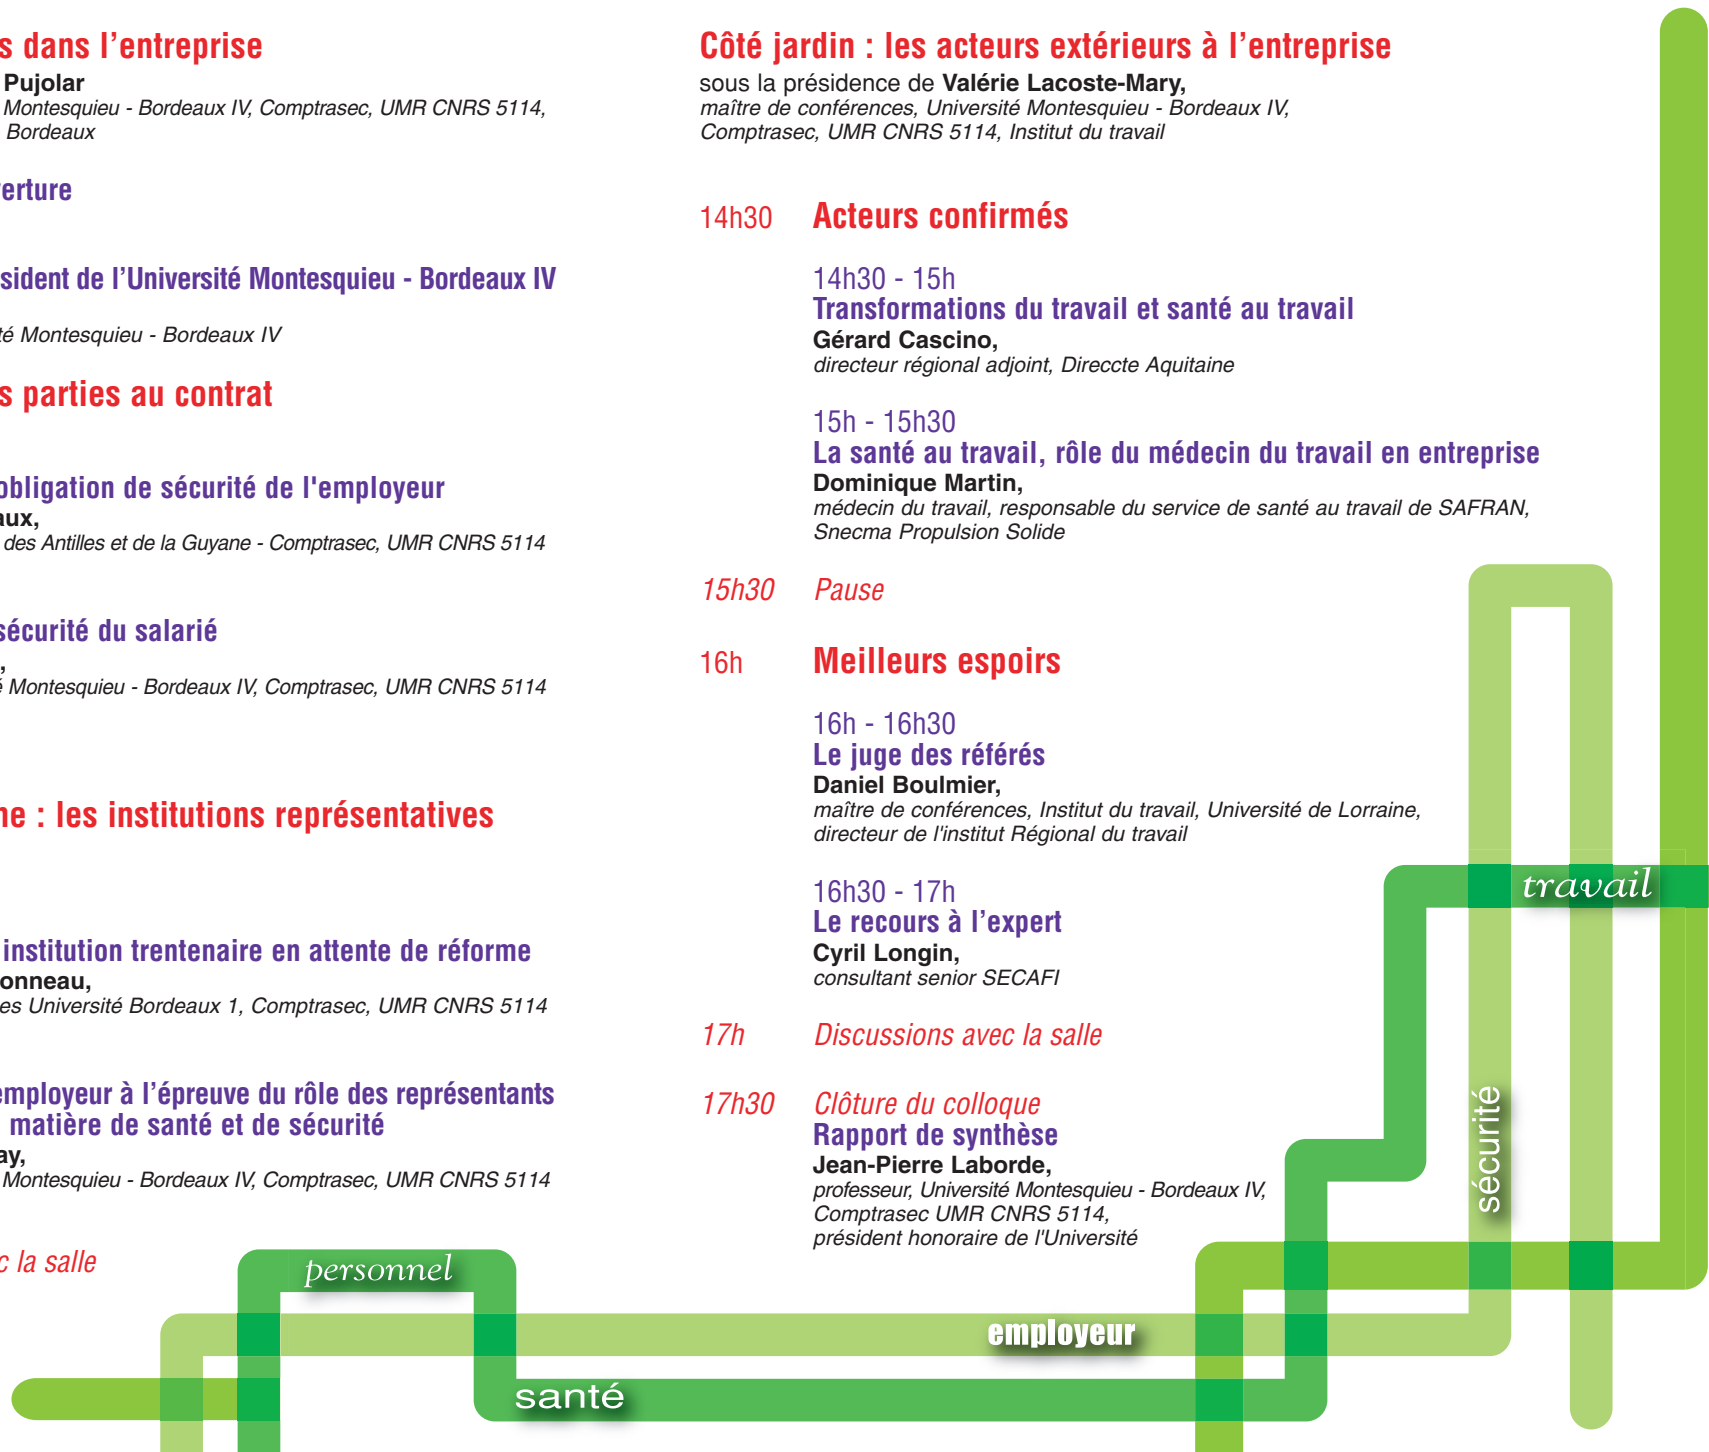 s dans l’entreprise
Pujolar
Montesquieu - Bordeaux IV, Comptrasec, UMR CNRS 5114,
Bordeaux
erture
sident de l’Université Montesquieu - Bordeaux IV
té Montesquieu - Bordeaux IV
s parties au contrat
obligation de sécurité de l'employeur
aux,
des Antilles et de la Guyane - Comptrasec, UMR CNRS 5114
sécurité du salarié
,
é Montesquieu - Bordeaux IV, Comptrasec, UMR CNRS 5114
ne : les institutions représentatives
institution trentenaire en attente de réforme
onneau,
es Université Bordeaux 1, Comptrasec, UMR CNRS 5114
employeur à l’épreuve du rôle des représentants
matière de santé et de sécurité
ay,
Montesquieu - Bordeaux IV, Comptrasec, UMR CNRS 5114
c la salle
Côté jardin : les acteurs extérieurs à l’entreprise
sous la présidence de Valérie Lacoste-Mary,
maître de conférences, Université Montesquieu - Bordeaux IV,
Comptrasec, UMR CNRS 5114, Institut du travail
14h30 Acteurs confirmés
14h30 - 15h
Transformations du travail et santé au travail
Gérard Cascino,
directeur régional adjoint, Direccte Aquitaine
15h - 15h30
La santé au travail, rôle du médecin du travail en entreprise
Dominique Martin,
médecin du travail, responsable du service de santé au travail de SAFRAN,
Snecma Propulsion Solide
15h30 Pause
16h Meilleurs espoirs
16h - 16h30
Le juge des référés
Daniel Boulmier,
maître de conférences, Institut du travail, Université de Lorraine,
directeur de l'institut Régional du travail
16h30 - 17h
Le recours à l’expert
Cyril Longin,
consultant senior SECAFI
17h Discussions avec la salle
17h30 Clôture du colloque
Rapport de synthèse
Jean-Pierre Laborde,
professeur, Université Montesquieu - Bordeaux IV,
Comptrasec UMR CNRS 5114,
président honoraire de l'Université
travail
sécurité
personnel
employeur
santé